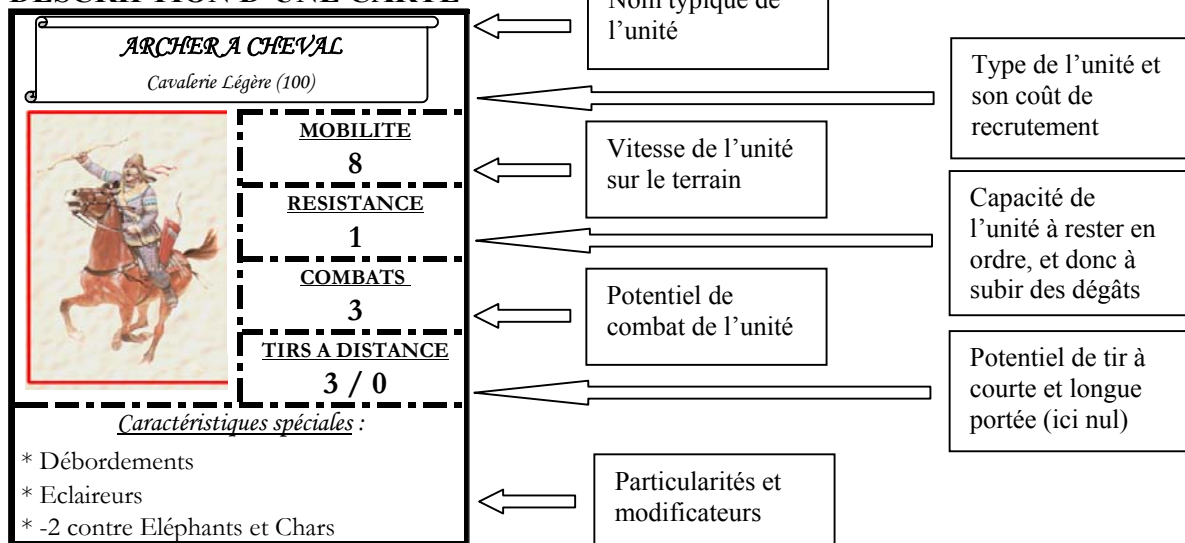 DESCRIPTION D'UNE CARTE
Nom typique de
l’unité
ARCHER A CHEVAL
Cavalerie Légère (100)
Type de l’unité et
son coût de
recrutement
MOBILITE
8
Vitesse de l’unité
sur le terrain
RESISTANCE
1
Capacité de
l’unité à rester en
ordre, et donc à
subir des dégâts
COMBATS
3
Potentiel de
combat de l’unité
TIRS A DISTANCE
3 / 0
Potentiel de tir à
courte et longue
portée (ici nul)
Caractéristiques spéciales :
* Débordements
* Eclaireurs
* -2 contre Eléphants et Chars
Particularités et
modificateurs